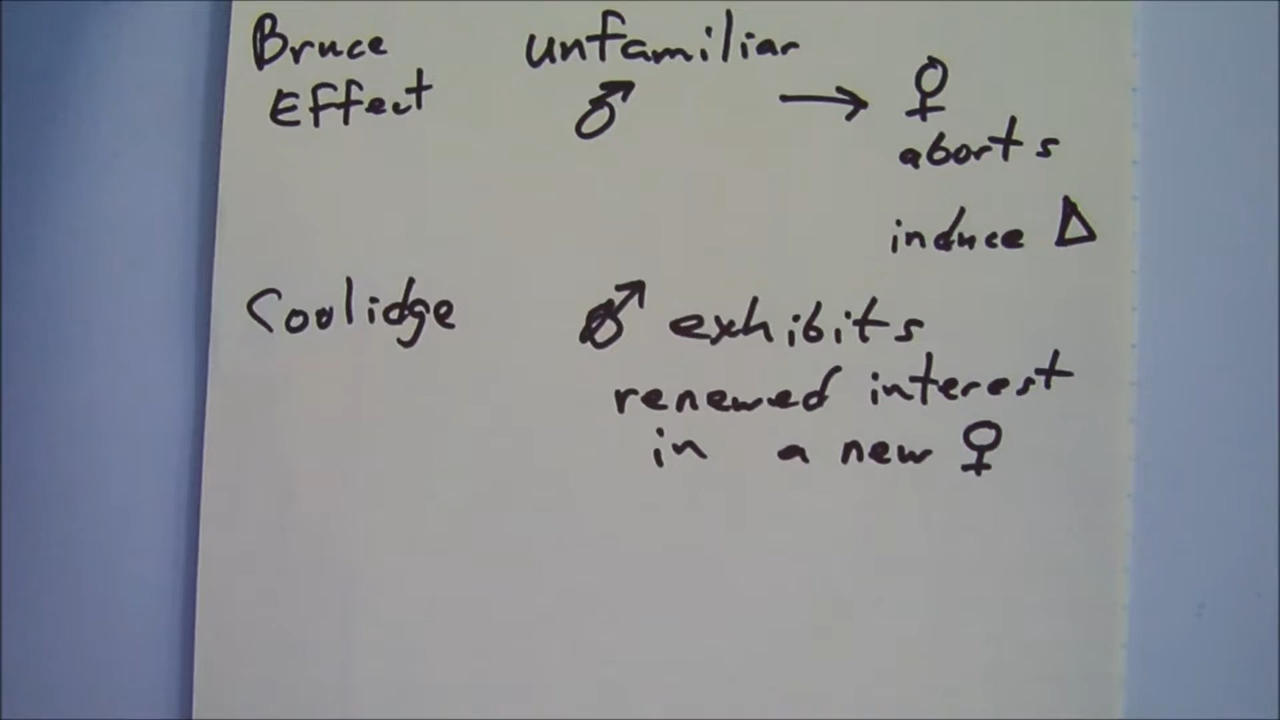 Bruce unfamiliar
Effect ♂ → ♀
aborts
induce Δ
Coolidge ♂ exhibits
renewed interest
in a new ♀